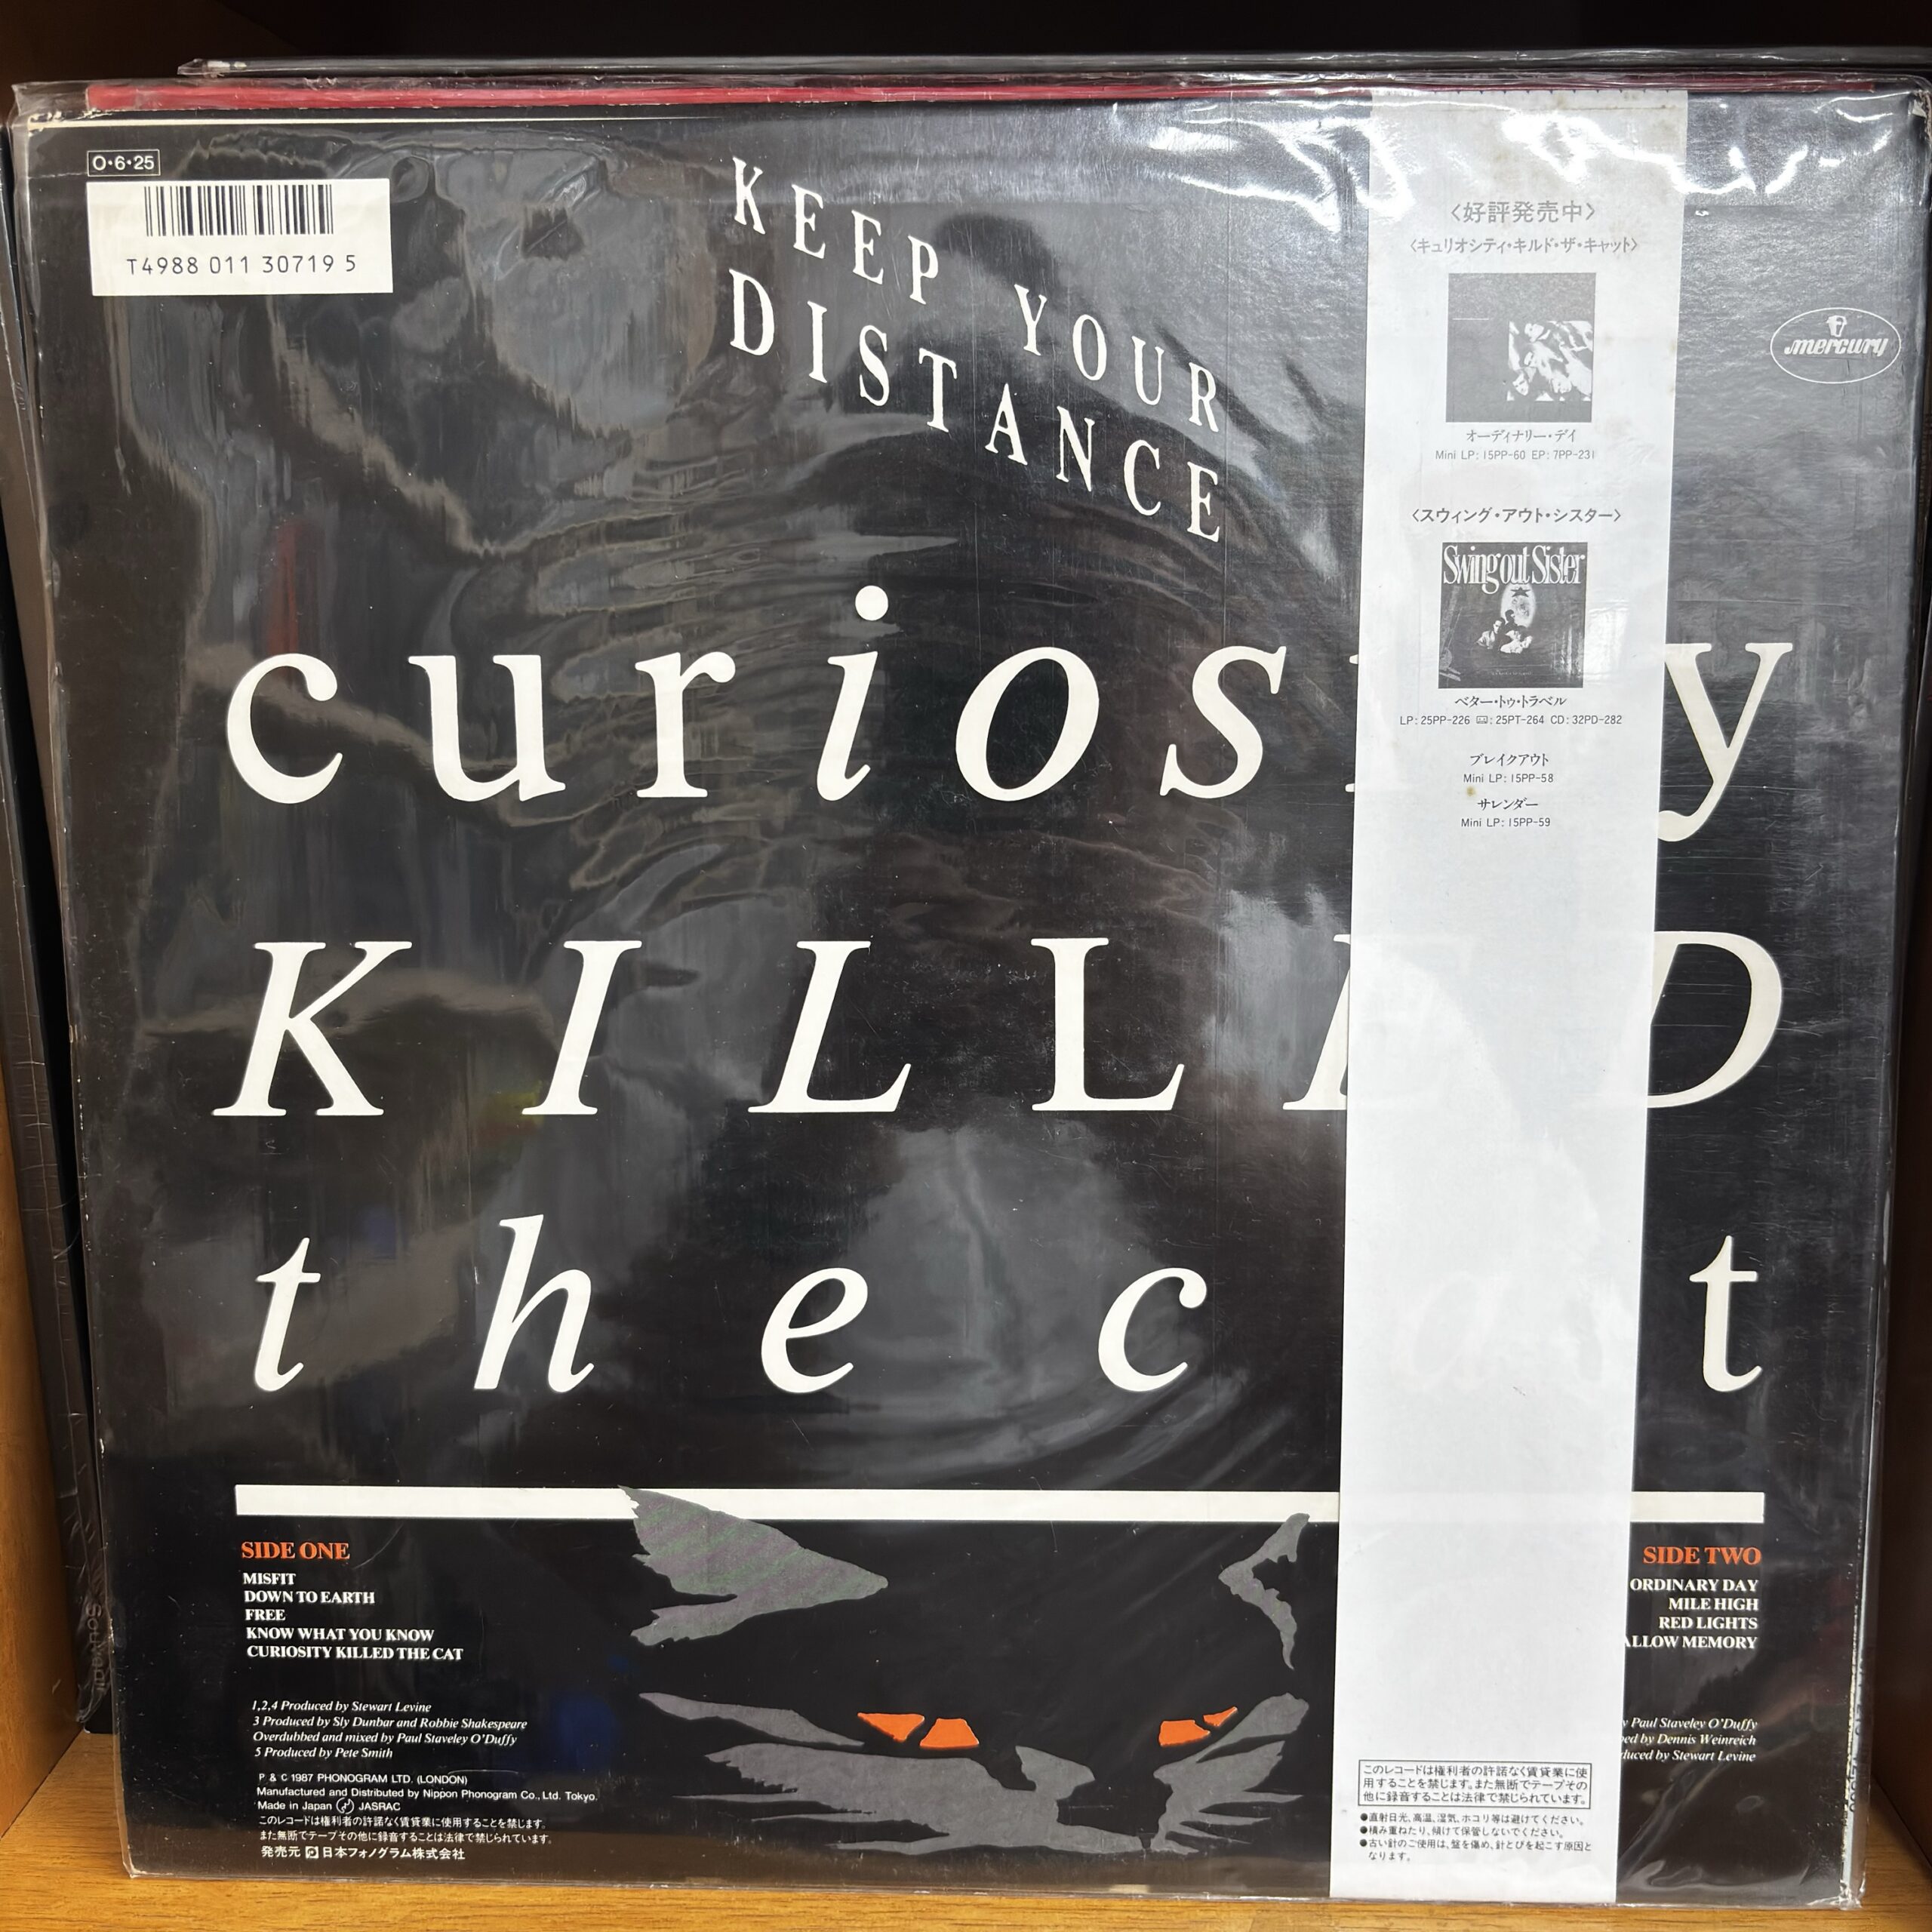 O•6•25
T4988 011 30719 5
KEEP YOUR
DISTANCE
mercury
〈好評発売中〉
〈キュリオシティ・キルド・ザ・キャット〉
オーディナリー・デイ
Mini LP: 15PP-60 EP: 7PP-231
〈スウィング・アウト・シスター〉
Swing out Sister
ベター・トゥ・トラベル
LP: 25PP-226 : 25PT-264 CD: 32PD-282
ブレイクアウト
Mini LP: 15PP-58
サレンダー
Mini LP: 15PP-59
curios y
KILL D
the c t
SIDE ONE
MISFIT
DOWN TO EARTH
FREE
KNOW WHAT YOU KNOW
CURIOSITY KILLED THE CAT
1,2,4 Produced by Stewart Levine
3 Produced by Sly Dunbar and Robbie Shakespeare
Overdubbed and mixed by Paul Staveley O'Duffy
5 Produced by Pete Smith
P & C 1987 PHONOGRAM LTD. (LONDON)
Manufactured and Distributed by Nippon Phonogram Co., Ltd. Tokyo.
Made in Japan JASRAC
このレコードは権利者の許諾なく賃貸業に使用することを禁じます。
また無断でテープその他に録音することは法律で禁じられています。
発売元 日本フォノグラム株式会社
SIDE TWO
ORDINARY DAY
MILE HIGH
RED LIGHTS
ALLOW MEMORY
Paul Staveley O'Duffy
by Dennis Weinreich
by Stewart Levine
このレコードは権利者の許諾なく賃貸業に使
用することを禁じます。また無断でテープその
他に録音することは法律で禁じられています。
●直射日光、高温、湿気、ホコリ等は避けてください。
●積み重ねたり、傾けて保管しないでください。
●古い針のご使用は、盤を傷め、針とびを起こす原因と
なります。